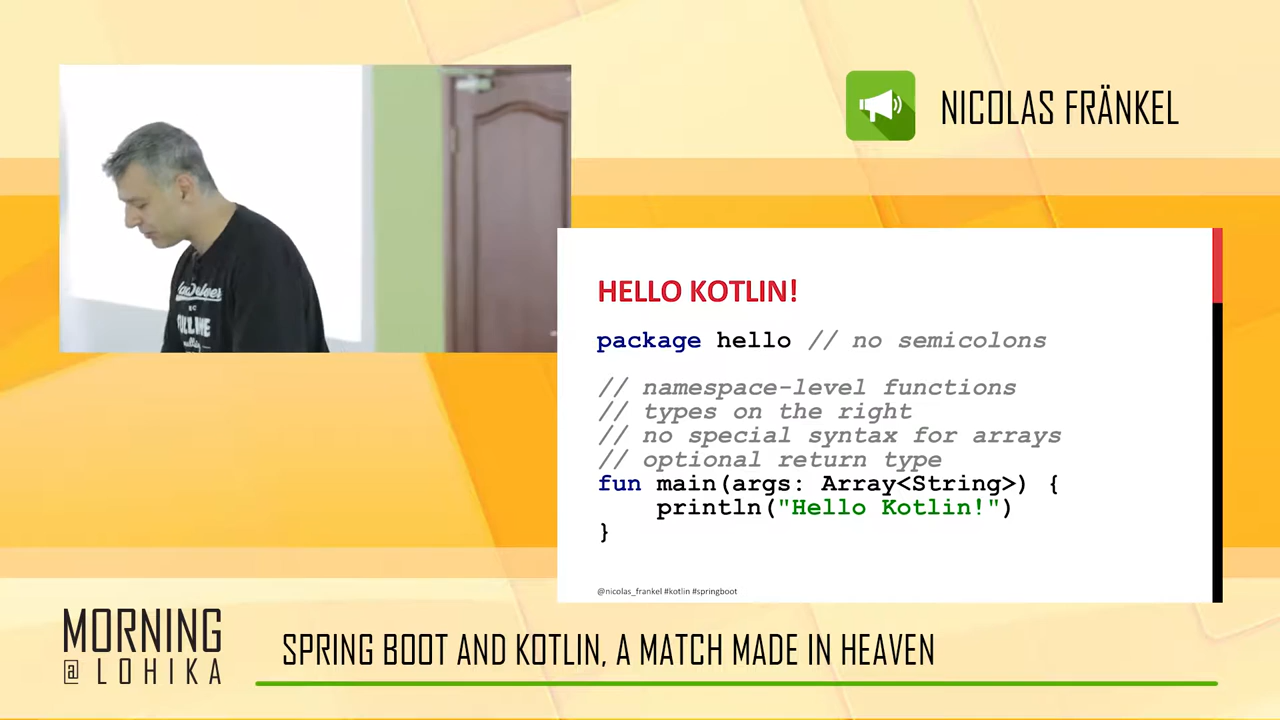 NICOLAS FRÄNKEL
HELLO KOTLIN!
package hello // no semicolons
// namespace-level functions
// types on the right
// no special syntax for arrays
// optional return type
fun main(args: Array<String>) {
    println("Hello Kotlin!")
}
@nicolas_frankel #kotlin #springboot
MORNING
@ LOHIKA
SPRING BOOT AND KOTLIN, A MATCH MADE IN HEAVEN